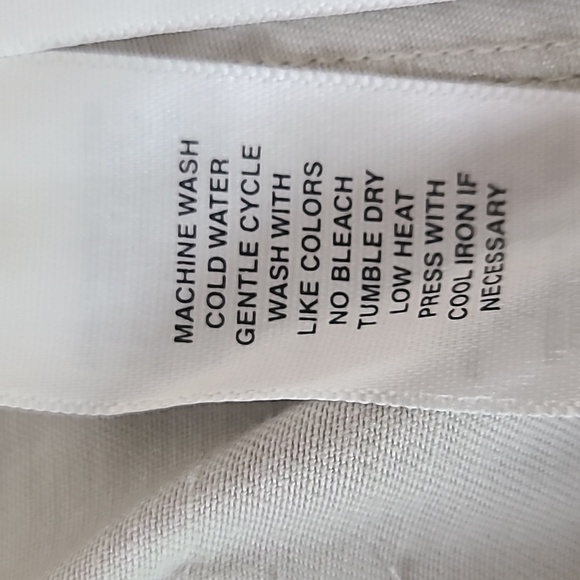 MACHINE WASH
COLD WATER
GENTLE CYCLE
WASH WITH
LIKE COLORS
NO BLEACH
TUMBLE DRY
LOW HEAT
PRESS WITH
COOL IRON IF
NECESSARY